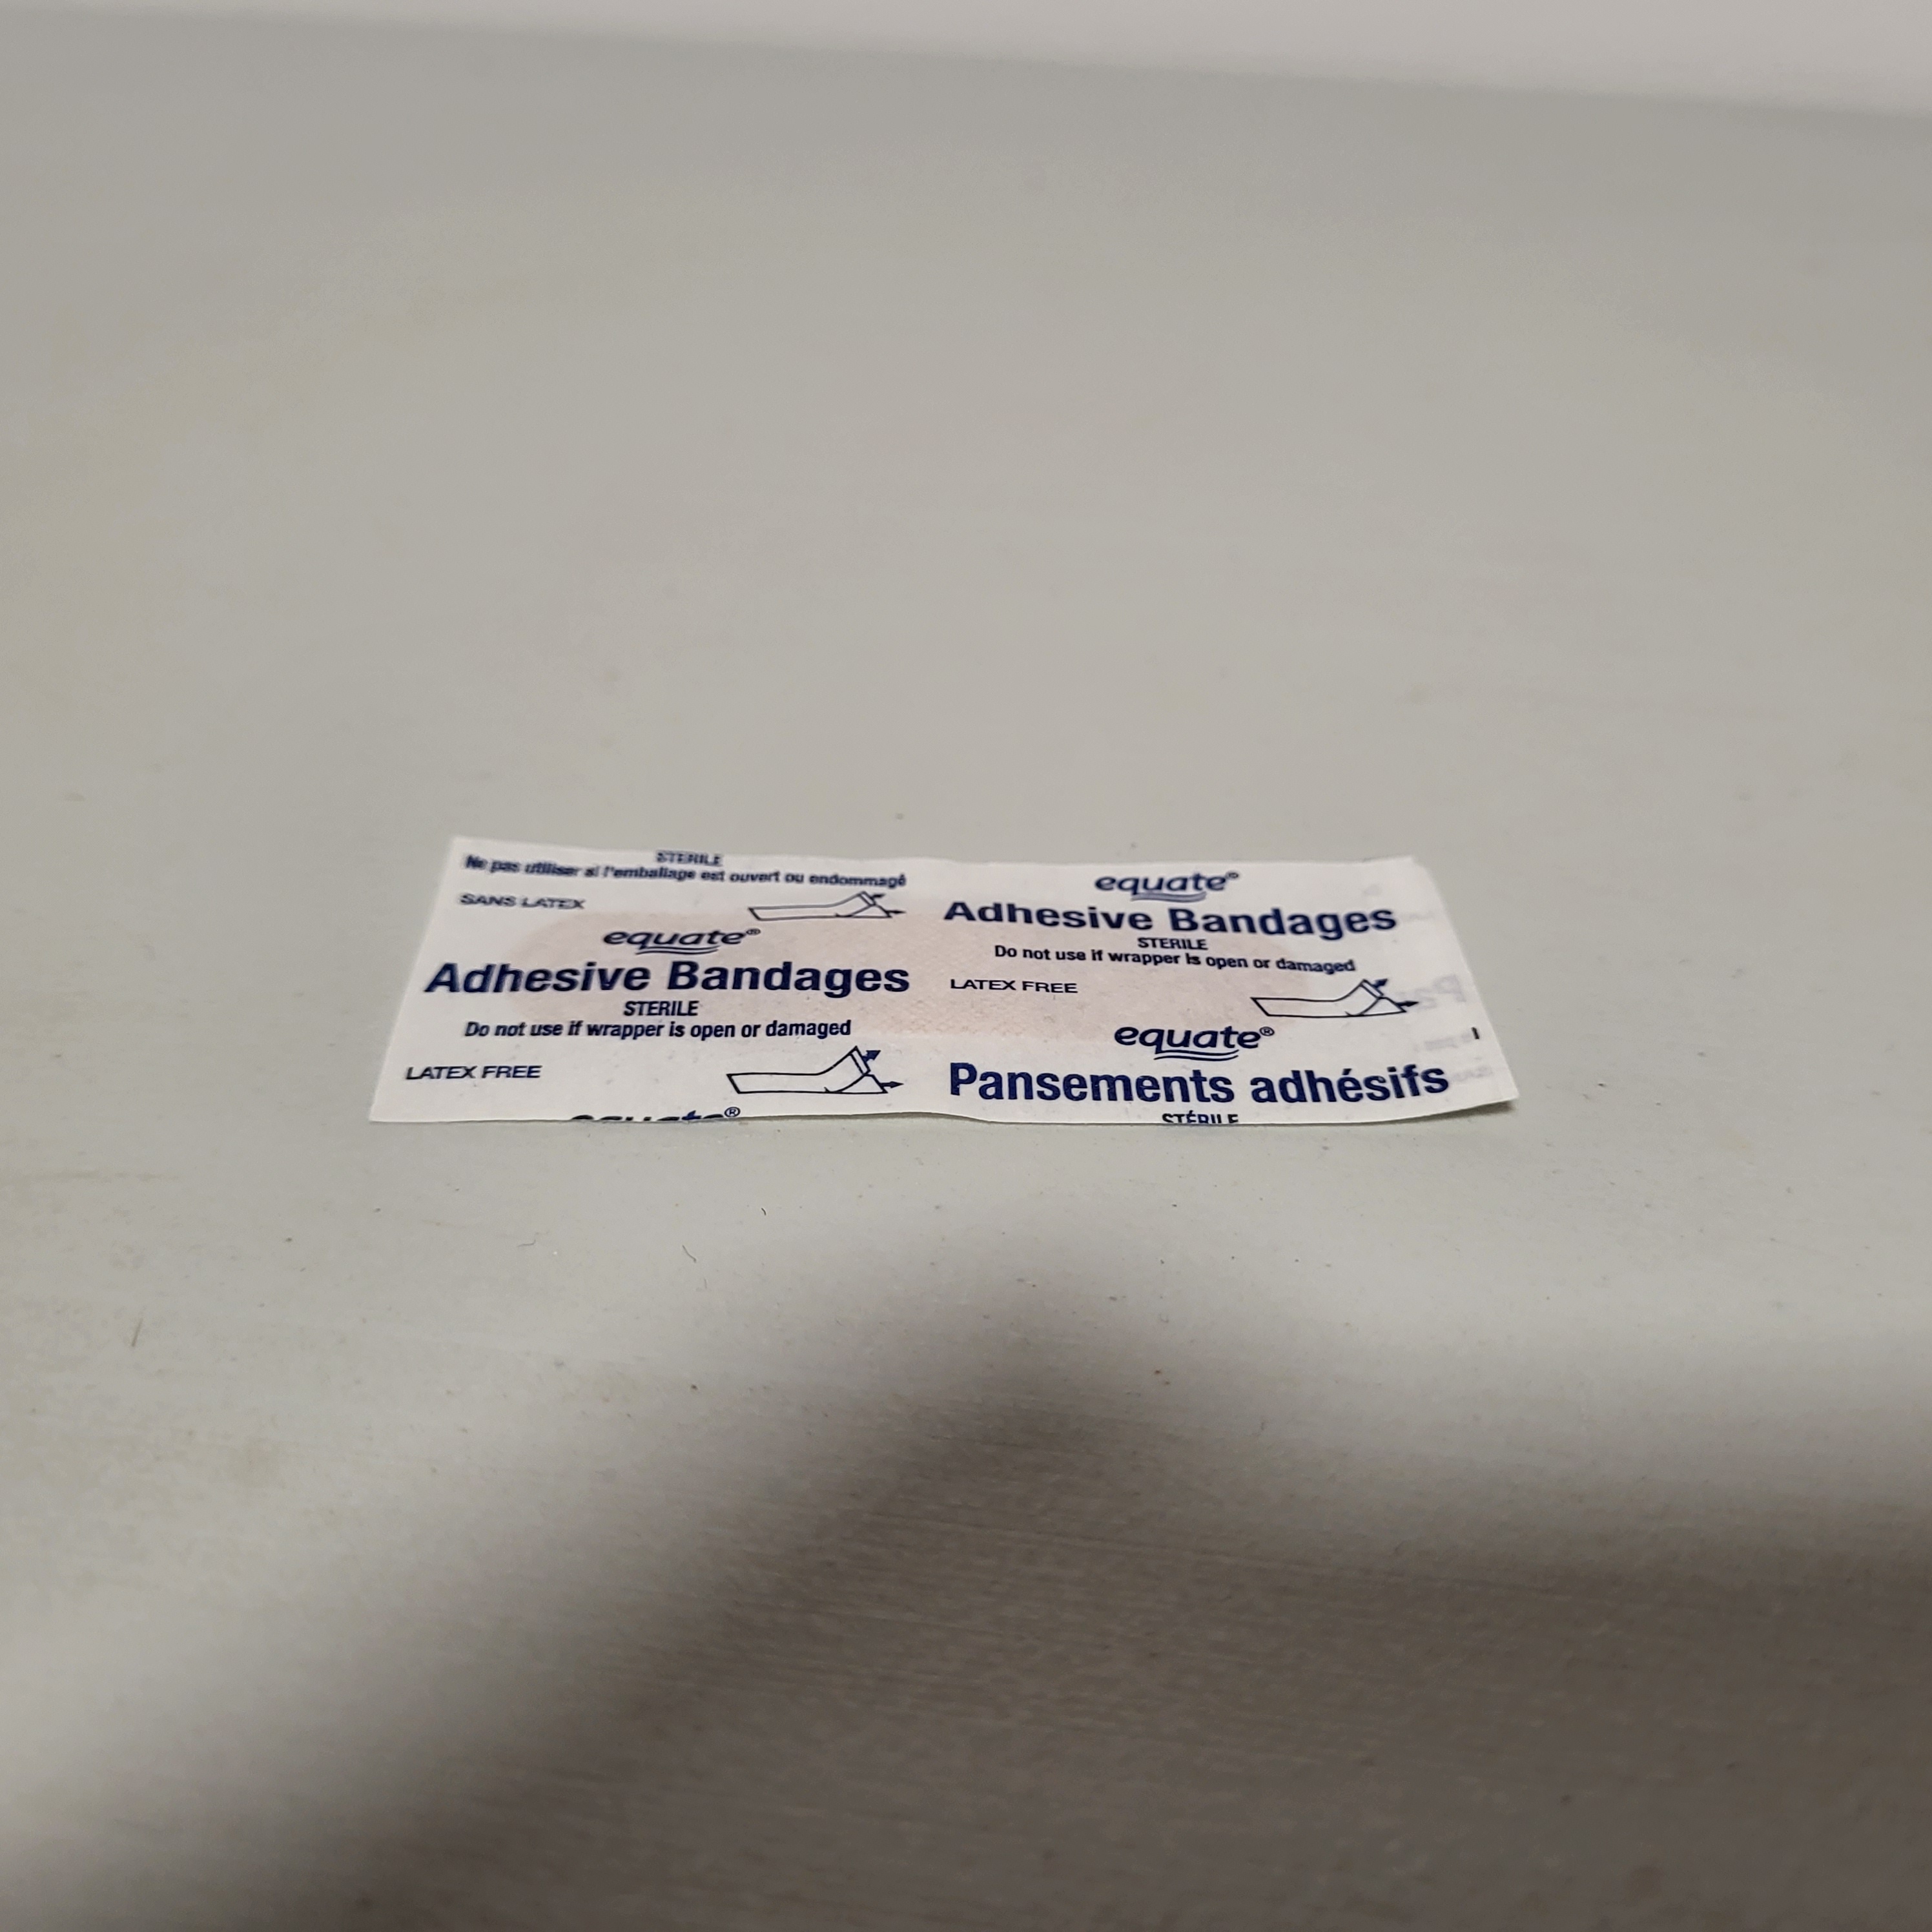 STERILE
Ne pas utiliser si l'emballage est ouvert ou endommagé
SANS LATEX
equate®
Adhesive Bandages
STERILE
Do not use if wrapper is open or damaged
LATEX FREE
equate®
equate®
Adhesive Bandages
STERILE
Do not use if wrapper is open or damaged
LATEX FREE
equate®
Pansements adhésifs
STÉRILE